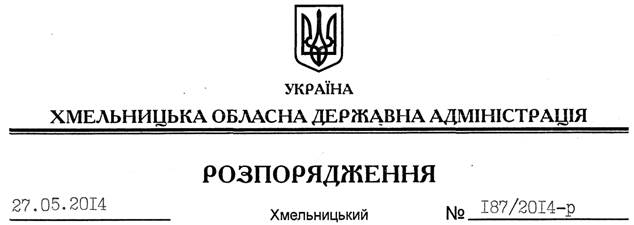 УКРАЇНА
ХМЕЛЬНИЦЬКА ОБЛАСНА ДЕРЖАВНА АДМІНІСТРАЦІЯ
РОЗПОРЯДЖЕННЯ
27.05.2014 Хмельницький № 187/2014-р